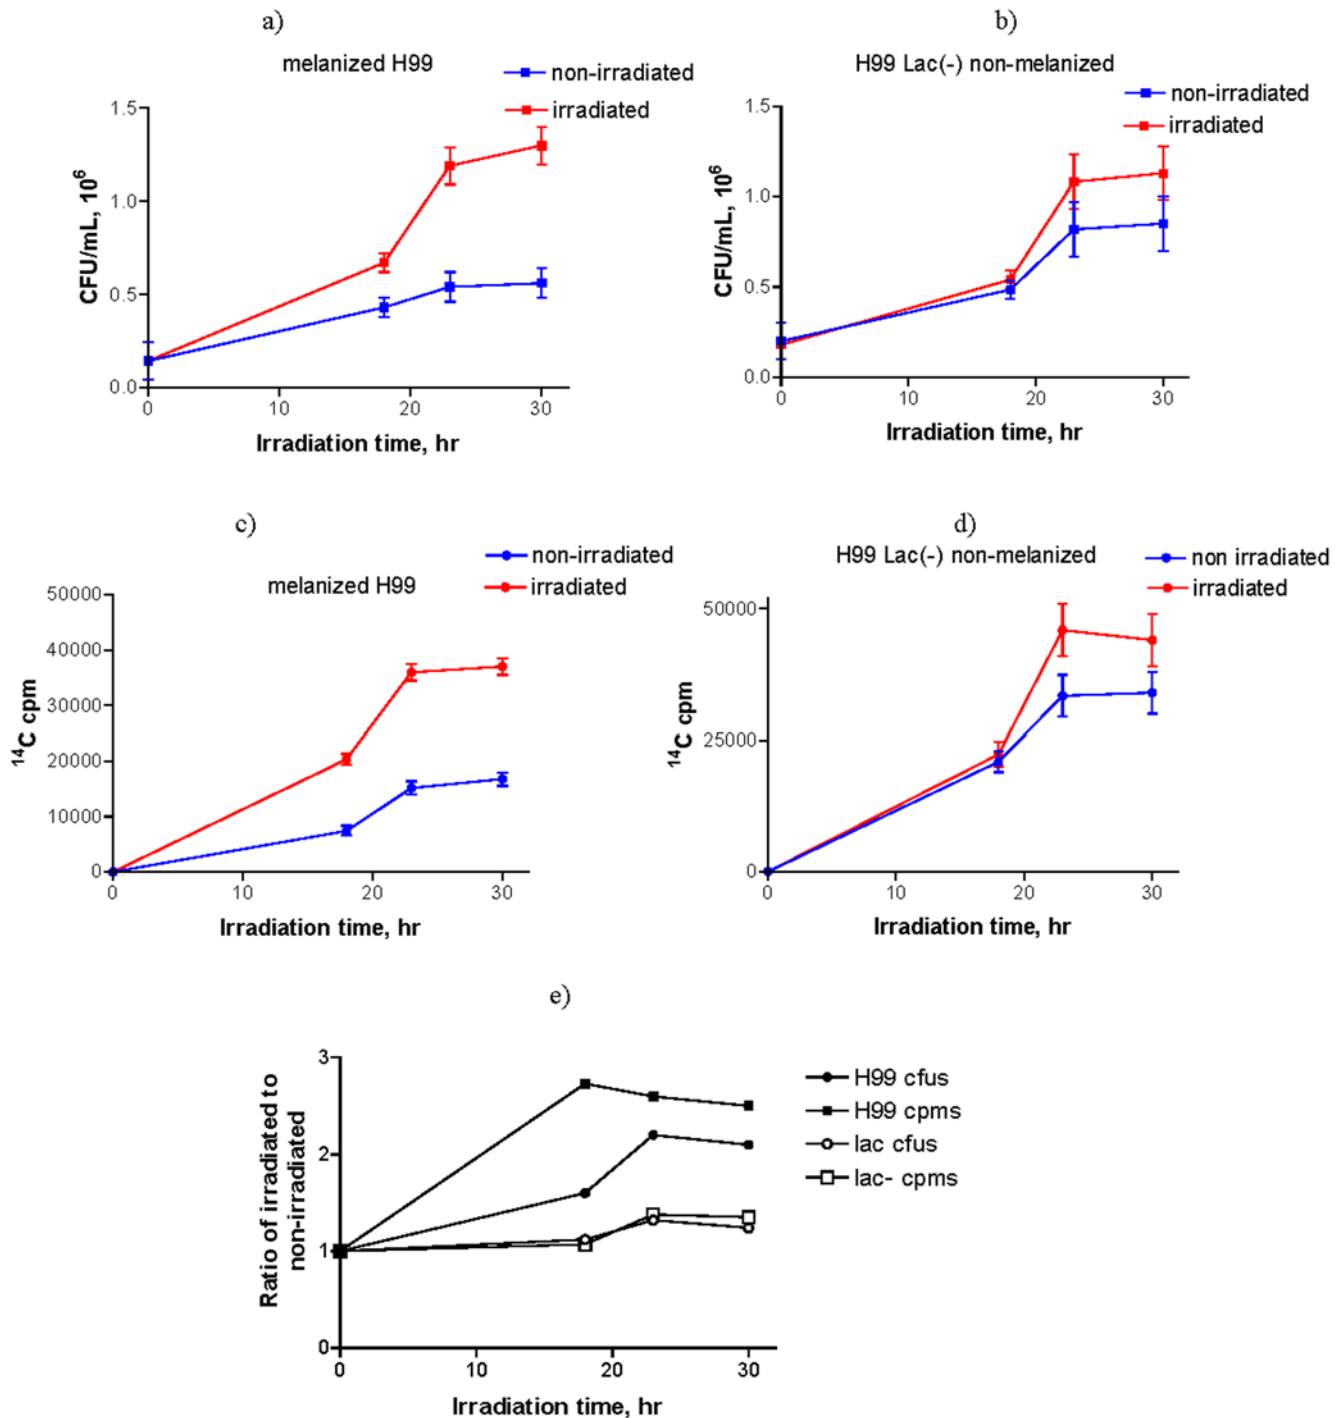 a)
melanized H99
non-irradiated
irradiated
1.5
1.0
0.5
0.0
CFU/mL, 10⁶
0 10 20 30
Irradiation time, hr
b)
H99 Lac(-) non-melanized
non-irradiated
irradiated
1.5
1.0
0.5
0.0
CFU/mL, 10⁶
0 10 20 30
Irradiation time, hr
c)
melanized H99
non-irradiated
irradiated
50000
40000
30000
20000
10000
0
¹⁴C cpm
0 10 20 30
Irradiation time, hr
d)
H99 Lac(-) non-melanized
non irradiated
irradiated
50000
25000
0
¹⁴C cpm
0 10 20 30
Irradiation time, hr
e)
3
2
1
0
Ratio of irradiated to
non-irradiated
0 10 20 30
Irradiation time, hr
H99 cfus
H99 cpms
lac cfus
lac- cpms